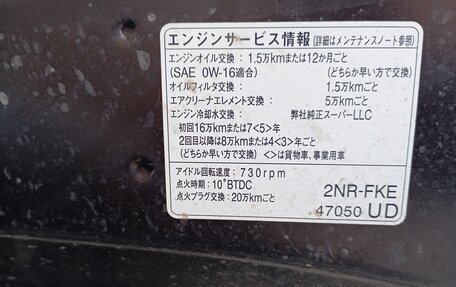 エンジンサービス情報 (詳細はメンテナンスノート参照)
エンジンオイル交換 : 1.5万kmまたは12か月ごと
(SAE 0W-16適合) (どちらか早い方で交換)
オイルフィルタ交換 : 1.5万kmごと
エアクリーナエレメント交換 : 5万kmごと
エンジン冷却水交換 : 弊社純正スーパーLLC
初回16万kmまたは7<5>年
2回目以降は8万kmまたは4<3>年ごと
(どちらか早い方で交換) <>は貨物車、事業用車
アイドル回転速度 : 730rpm
点火時期 : 10°BTDC
点火プラグ交換 : 20万kmごと
2NR-FKE
47050 UD